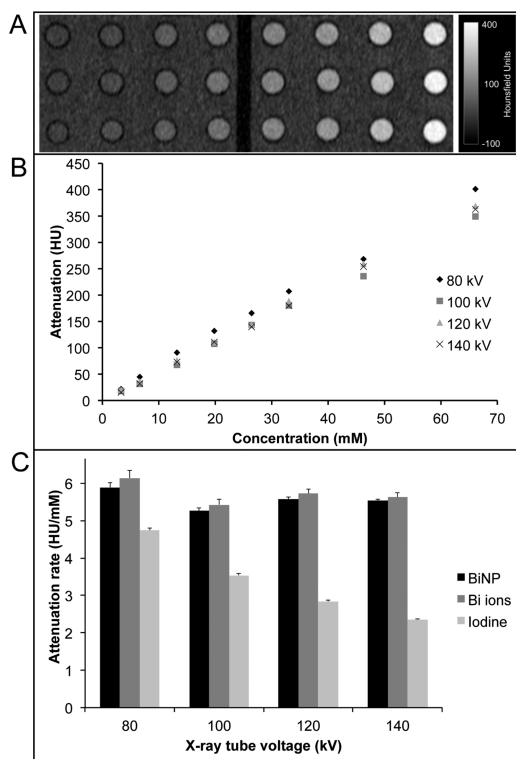 A
400
100
-100
Hounsfield Units
B
450
400
350
300
250
200
150
100
50
0
Attenuation (HU)
0 10 20 30 40 50 60 70
Concentration (mM)
80 kV
100 kV
120 kV
140 kV
C
6
5
4
3
2
1
0
Attenuation rate (HU/mM)
80 100 120 140
X-ray tube voltage (kV)
BiNP
Bi ions
Iodine